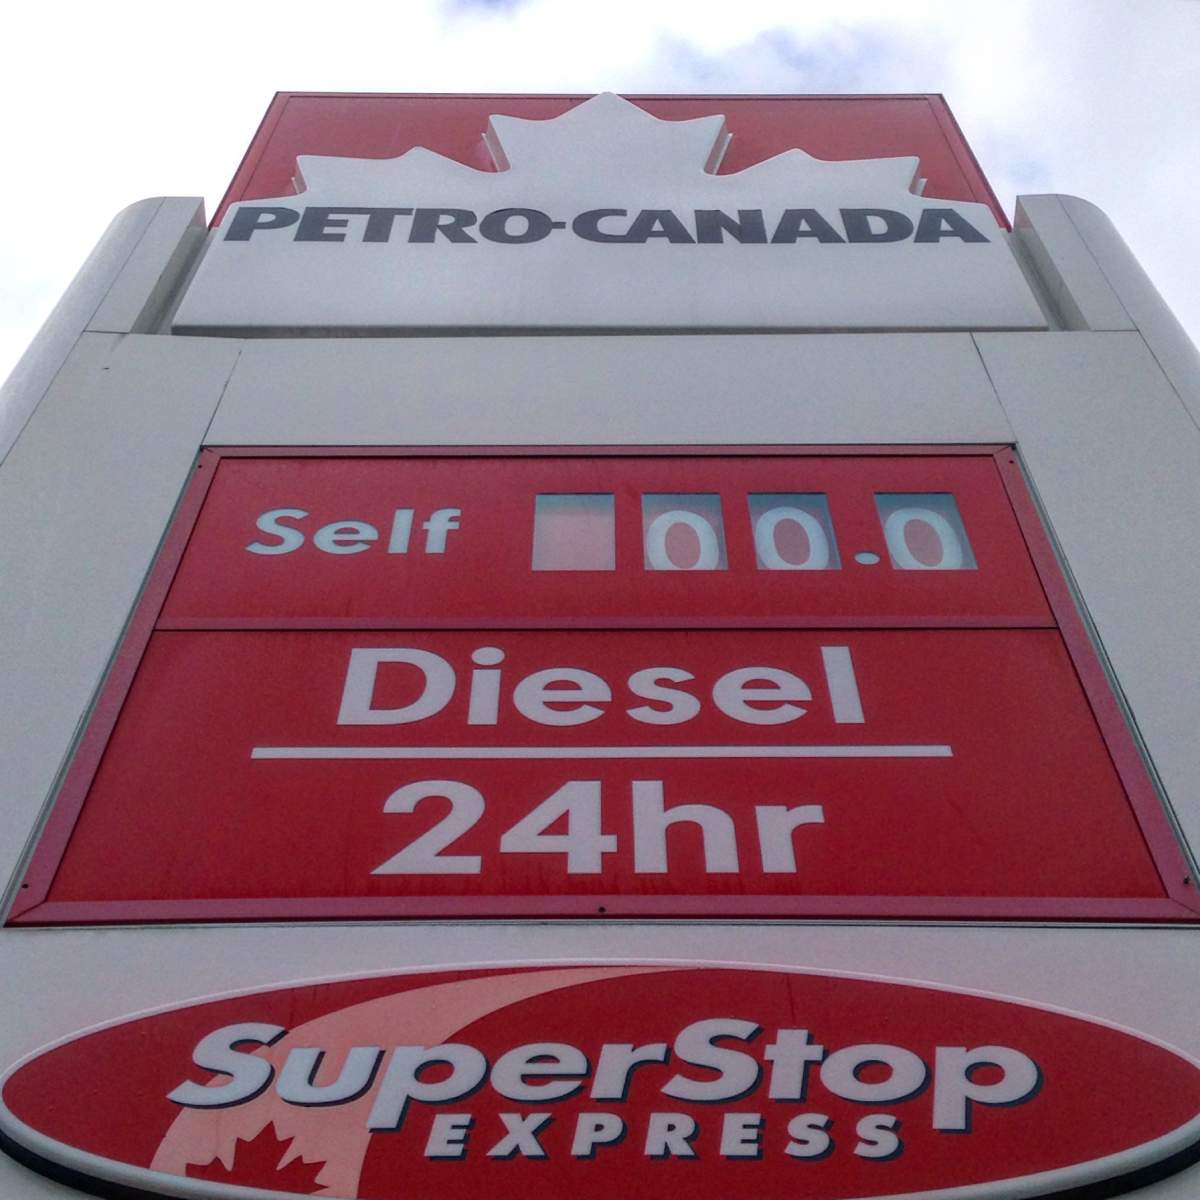 PETRO-CANADA
Self 00.0
Diesel
24hr
SuperStop
EXPRESS